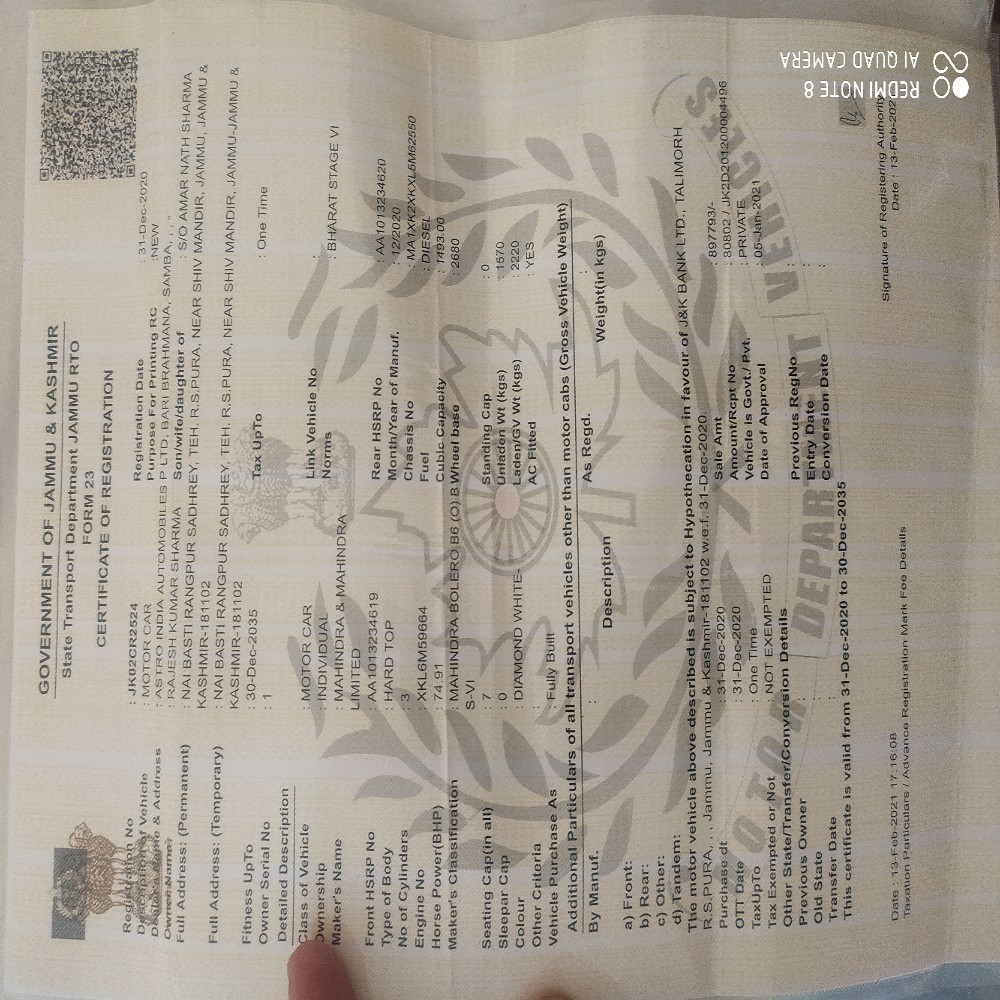 GOVERNMENT OF JAMMU & KASHMIR
State Transport Department JAMMU RTO
FORM 23
CERTIFICATE OF REGISTRATION
Registration No : JK02CR2524 Registration Date : 31-Dec-2020
Description of Vehicle : MOTOR CAR Purpose For Printing RC :NEW
Dealer's Name & Address : ASTRO INDIA AUTOMOBILES P LTD, BARI BRAHMANA, SAMBA, , , -
Owner Name : RAJESH KUMAR SHARMA Son/wife/daughter of : S/O AMAR NATH SHARMA
Full Address: (Permanent) : NAI BASTI RANGPUR SADHREY, TEH. R.S.PURA, NEAR SHIV MANDIR, JAMMU, JAMMU &
KASHMIR-181102
Full Address: (Temporary) : NAI BASTI RANGPUR SADHREY, TEH. R.S.PURA, NEAR SHIV MANDIR, JAMMU-JAMMU &
KASHMIR-181102
Fitness UpTo : 30-Dec-2035 Tax UpTo : One Time
Owner Serial No : 1
Detailed Description
Class of Vehicle : MOTOR CAR Link Vehicle No :
Ownership : INDIVIDUAL Norms : BHARAT STAGE VI
Maker's Name : MAHINDRA & MAHINDRA
LIMITED
Front HSRP No : AA1013234619 Rear HSRP No : AA1013234620
Type of Body : HARD TOP Month/Year of Manuf. : 12/2020
No of Cylinders : 3 Chassis No : MA1XK2XKXL5M62550
Engine No : XKL6M59664 Fuel : DIESEL
Horse Power(BHP) : 74.91 Cubic Capacity : 1493.00
Maker's Classification : MAHINDRA BOLERO B6 (O) B Wheel base : 2680
S-VI
Seating Cap(in all) : 7 Standing Cap : 0
Sleepar Cap : 0 Unladen Wt (kgs) : 1570
Colour : DIAMOND WHITE- Laden/GV Wt (kgs) : 2220
Other Criteria : AC Fitted : YES
Vehicle Purchase As : Fully Built
Additional Particulars of all transport vehicles other than motor cabs (Gross Vehicle Weight)
By Manuf. : As Regd.
Description Weight(in kgs)
a) Front:
b) Rear:
c) Other:
d) Tandem:
The motor vehicle above described is subject to Hypothecation in favour of J&K BANK LTD., TALIMORH
R.S.PURA, , , Jammu, Jammu & Kashmir-181102 w.e.f. 31-Dec-2020.
Purchase dt : 31-Dec-2020 Sale Amt : 897793/-
OTT Date : 31-Dec-2020 Amount/Rcpt No : 80802 / JK2D20120004496
TaxUpTo : One Time Vehicle is Govt./ Pvt. : PRIVATE
Tax Exempted or Not : NOT EXEMPTED Date of Approval : 05-Jan-2021
Other State/Transfer/Conversion Details
Previous Owner : Previous RegNo :
Old State : Entry Date :
Transfer Date : Conversion Date :
This certificate is valid from 31-Dec-2020 to 30-Dec-2035
Signature of Registering Authority
Date : 13-Feb-202
Date : 13-Feb-2021 17:16:08
Taxation Particulars / Advance Registration Mark Fee Details
VEHICLES
DEPARTMENT
REDMI NOTE 8
AI QUAD CAMERA